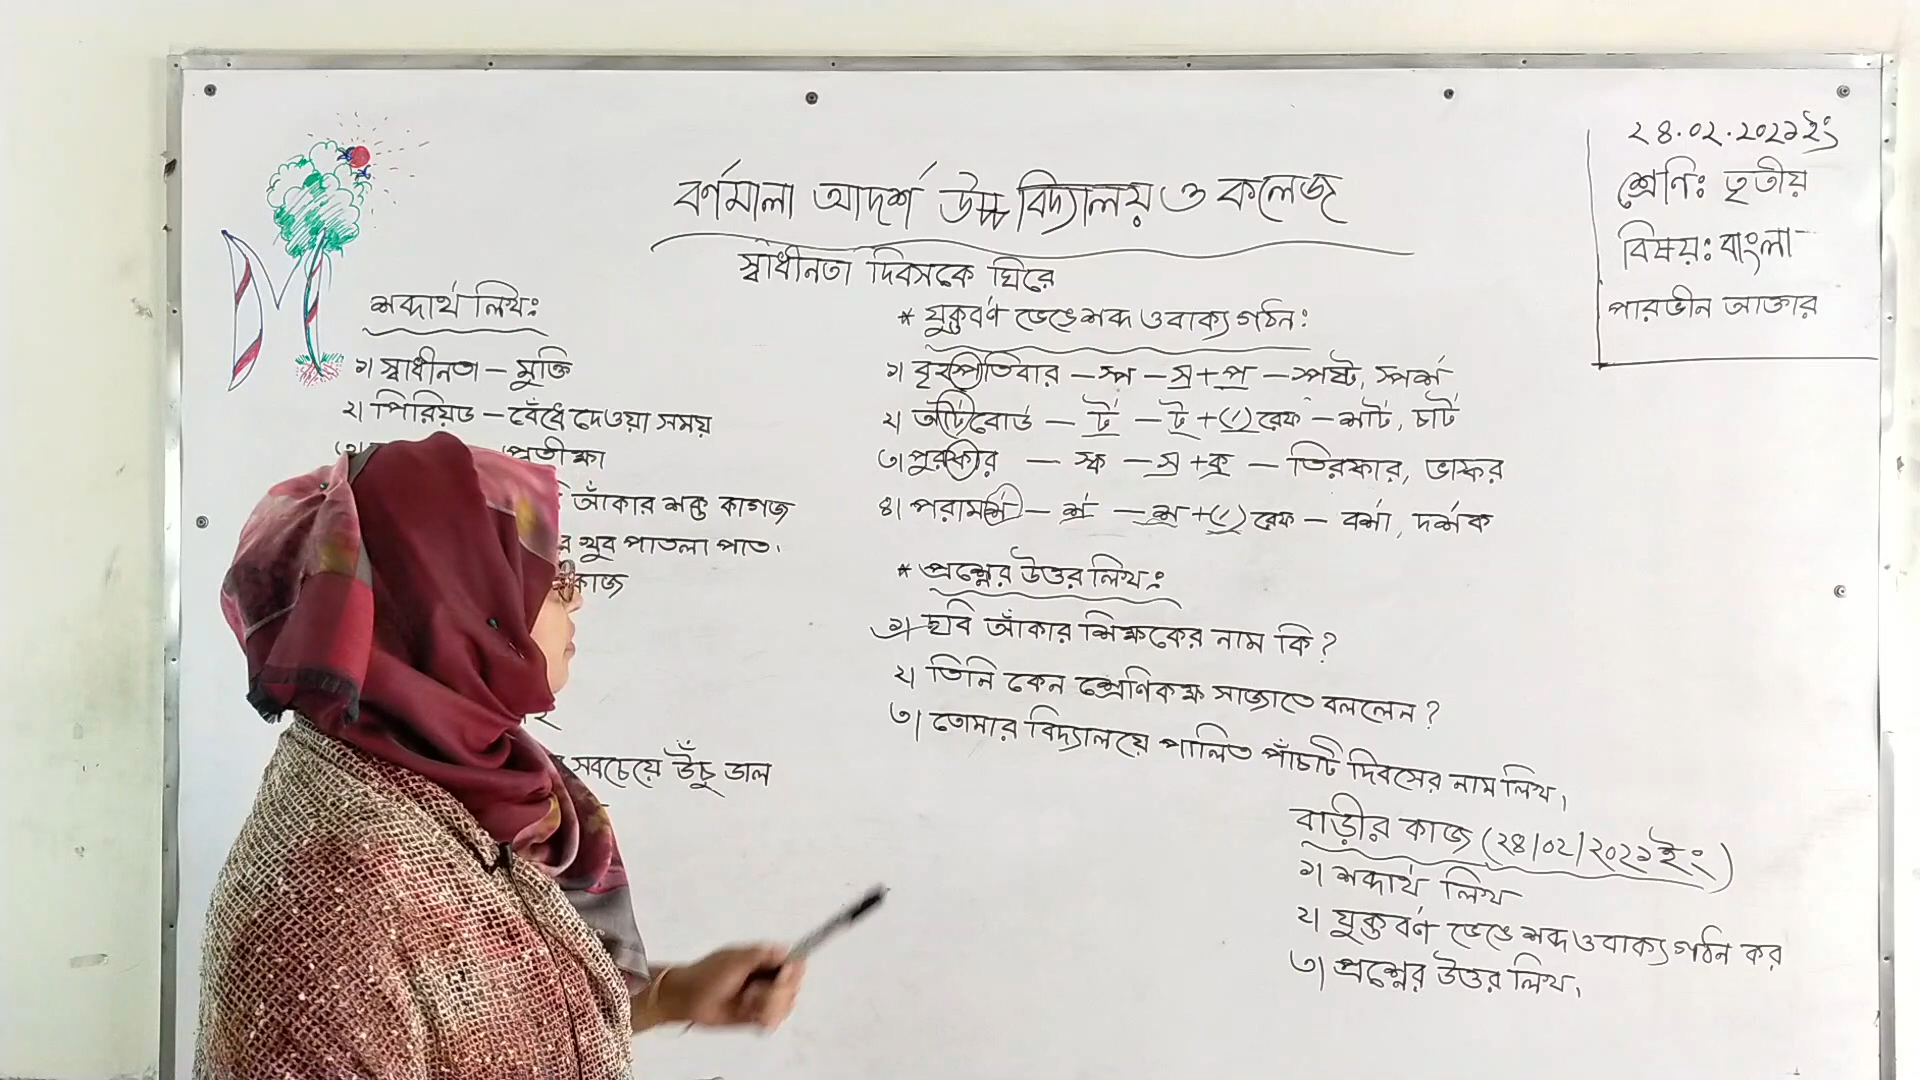 ২৪.০২.২০২১ইং
শ্রেণিঃ তৃতীয়
বিষয়ঃ বাংলা
পারভীন আক্তার
বর্ণমালা আদর্শ উচ্চ বিদ্যালয় ও কলেজ
স্বাধীনতা দিবসকে ঘিরে
শব্দার্থ লিখঃ
১। স্বাধীনতা – মুক্তি
২। পিরিয়ড – বেঁধে দেওয়া সময়
৩। প্রতীক্ষা
আঁকার শক্ত কাগজ
র খুব পাতলা পাত।
কাজ
সবচেয়ে উঁচু ডাল
* যুক্তবর্ণ ভেঙে শব্দ ও বাক্য গঠনঃ
১। বৃহস্পতিবার – স্প – স্ + প – স্পষ্ট, স্পর্শ
২। আর্টবোর্ড – র্ট – ট্ + (র্) রেফ – শার্ট, চার্ট
৩। পুরস্কার – স্ক – স্ + ক – তিরস্কার, ভাস্কর
৪। পরামর্শ – র্শ – শ + (র্) রেফ – বর্শা, দর্শক
* প্রশ্নের উত্তর লিখঃ
১। ছবি আঁকার শিক্ষকের নাম কি?
২। তিনি কেন শ্রেণিকক্ষ সাজাতে বললেন?
৩। তোমার বিদ্যালয়ে পালিত পাঁচটি দিবসের নাম লিখ।
বাড়ীর কাজ (২৪/০২/২০২১ইং)
১। শব্দার্থ লিখ
২। যুক্তবর্ণ ভেঙে শব্দ ও বাক্য গঠন কর
৩। প্রশ্নের উত্তর লিখ।